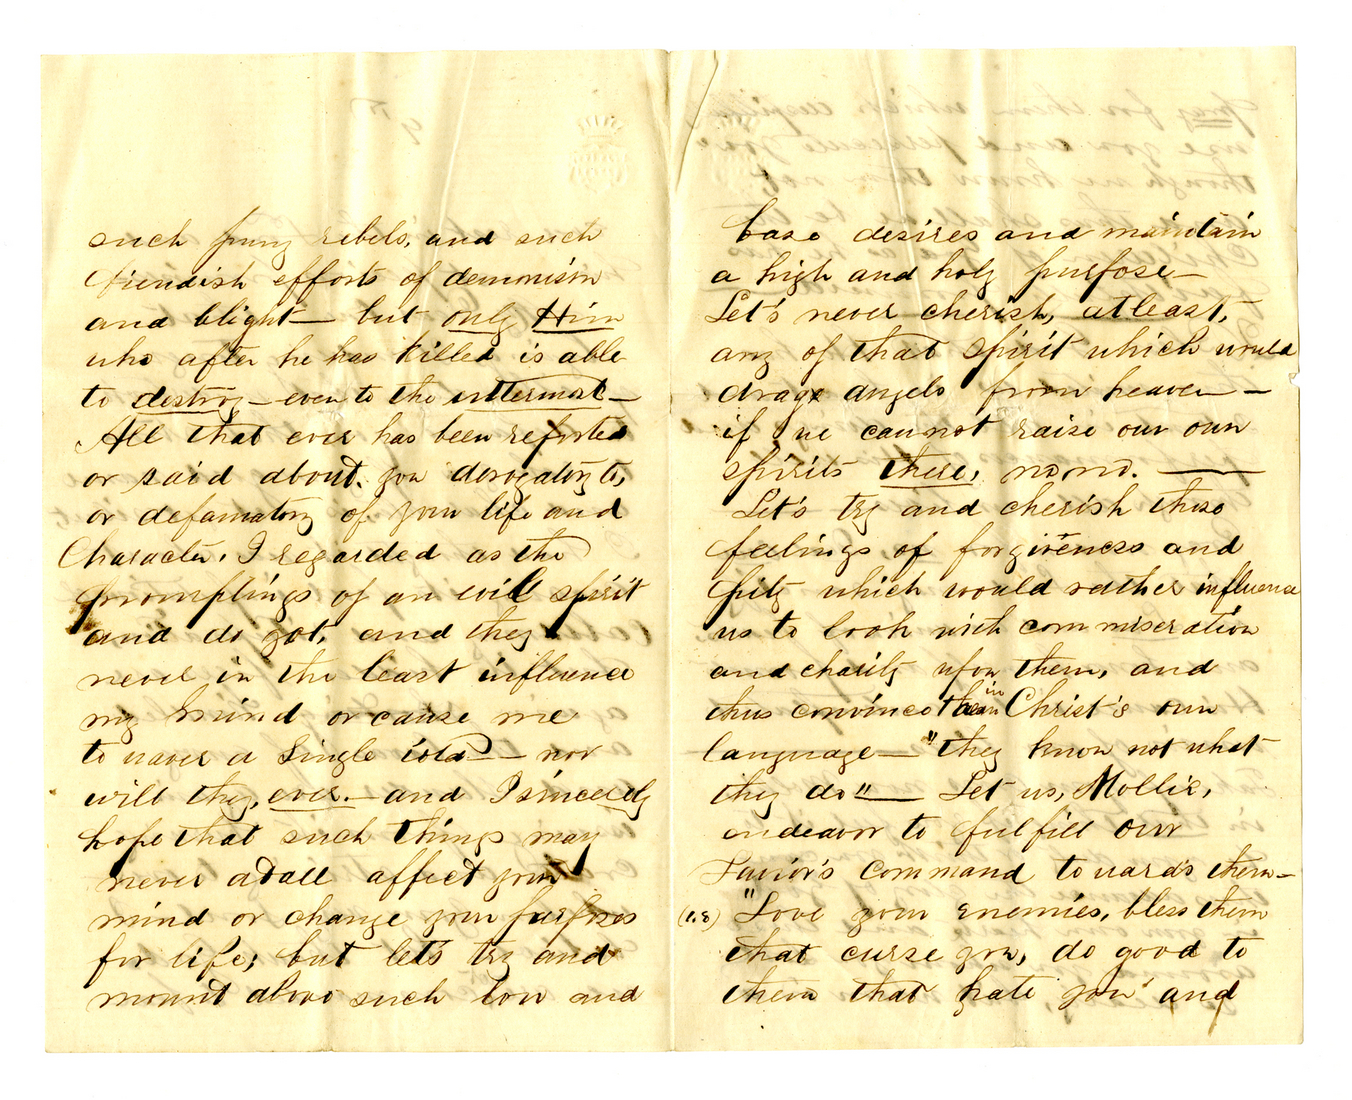 such puny rebels, and such
fiendish efforts of demonism
and blight — but only Him
who after he has killed is able
to destroy — even to the uttermost —
All that ever has been reported
or said about you derogatory to,
or defamatory of your life and
Character, I regarded as the
promptings of an evil spirit
and do yet, and they
never in the least influence
my mind or cause me
to waver a single iota — nor
will they, ever. — and I sincerely
hope that such things may
never atall affect your
mind or change your purposes
for life; but let's try and
mount above such low and
base desires and maintain
a high and holy purpose —
Let's never cherish, atleast,
any of that spirit which would
drag angels from heaven —
if we cannot raise our own
spirits there, no no. —
Let's try and cherish those
feelings of forgiveness and
pity which would rather influence
us to look with commiseration
and charity upon them, and
thus convince them in Christ's own
language — "they know not what
they do" — Let us, Mollie,
endeavor to fulfill our
Savior's command towards them —
"Love your enemies, bless them
that curse you, do good to
them that hate you" and